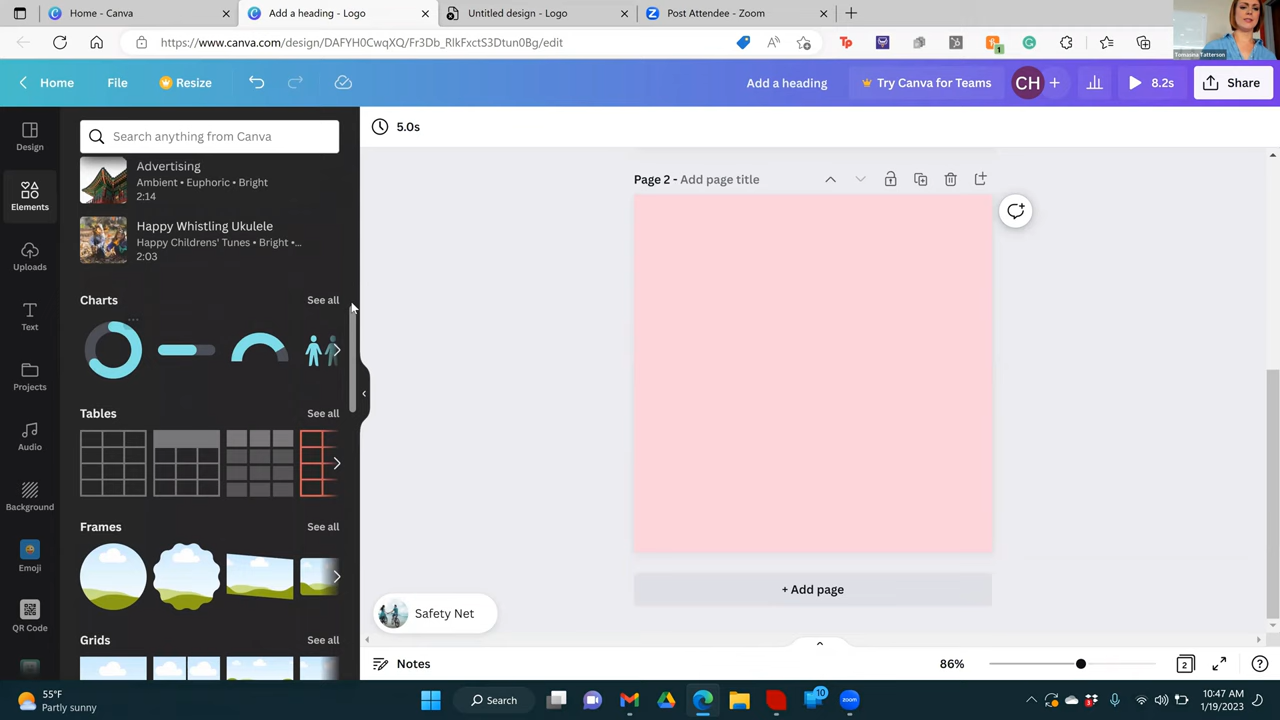 Home - Canva
Add a heading - Logo
Untitled design - Logo
Post Attendee - Zoom
https://www.canva.com/design/DAFYH0CwqXQ/Fr3Db_RlkFxctS3Dtun0Bg/edit
1
Tomasina Tatterson
Home
File
Resize
Add a heading
Try Canva for Teams
CH
8.2s
Share
Design
Elements
Uploads
Text
Projects
Audio
Background
Emoji
QR Code
Search anything from Canva
Advertising
Ambient • Euphoric • Bright
2:14
Happy Whistling Ukulele
Happy Childrens' Tunes • Bright •...
2:03
Charts
See all
Tables
See all
Frames
See all
Grids
See all
5.0s
Page 2 - Add page title
+ Add page
Safety Net
Notes
86%
2
55°F
Partly sunny
Search
10
3
10:47 AM
1/19/2023